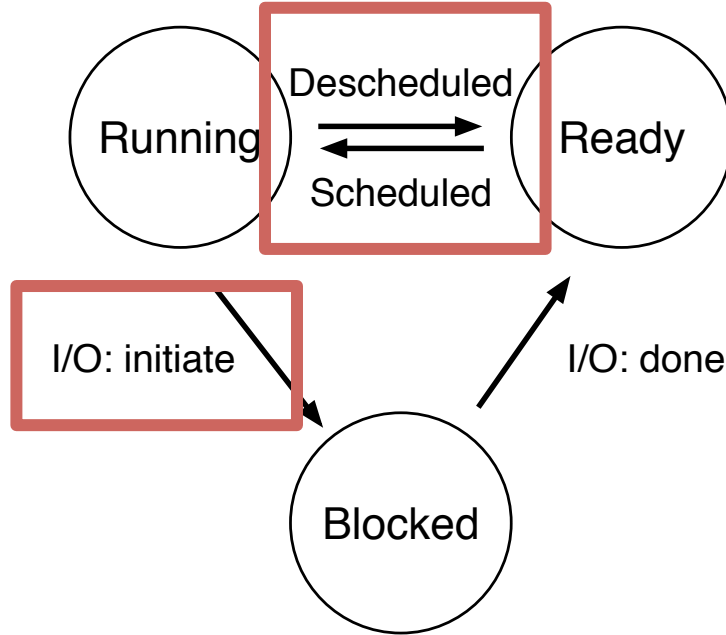 Descheduled
Running
Ready
Scheduled
I/O: initiate
I/O: done
Blocked